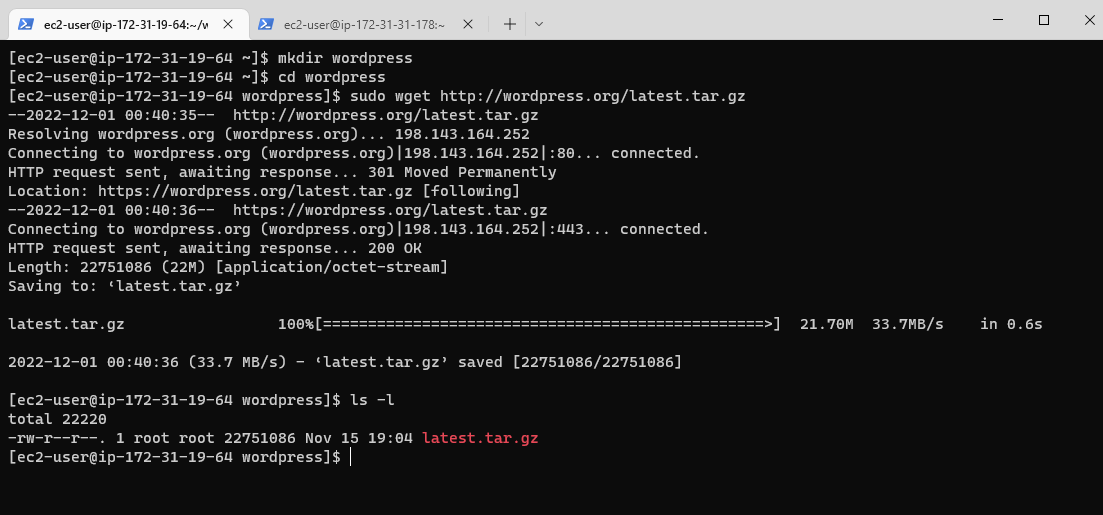 ec2-user@ip-172-31-19-64:~/w
ec2-user@ip-172-31-31-178:~
[ec2-user@ip-172-31-19-64 ~]$ mkdir wordpress
[ec2-user@ip-172-31-19-64 ~]$ cd wordpress
[ec2-user@ip-172-31-19-64 wordpress]$ sudo wget http://wordpress.org/latest.tar.gz
--2022-12-01 00:40:35--  http://wordpress.org/latest.tar.gz
Resolving wordpress.org (wordpress.org)... 198.143.164.252
Connecting to wordpress.org (wordpress.org)|198.143.164.252|:80... connected.
HTTP request sent, awaiting response... 301 Moved Permanently
Location: https://wordpress.org/latest.tar.gz [following]
--2022-12-01 00:40:36--  https://wordpress.org/latest.tar.gz
Connecting to wordpress.org (wordpress.org)|198.143.164.252|:443... connected.
HTTP request sent, awaiting response... 200 OK
Length: 22751086 (22M) [application/octet-stream]
Saving to: ‘latest.tar.gz’
latest.tar.gz                 100%[=================================================>]  21.70M  33.7MB/s    in 0.6s
2022-12-01 00:40:36 (33.7 MB/s) - ‘latest.tar.gz’ saved [22751086/22751086]
[ec2-user@ip-172-31-19-64 wordpress]$ ls -l
total 22220
-rw-r--r--. 1 root root 22751086 Nov 15 19:04 latest.tar.gz
[ec2-user@ip-172-31-19-64 wordpress]$